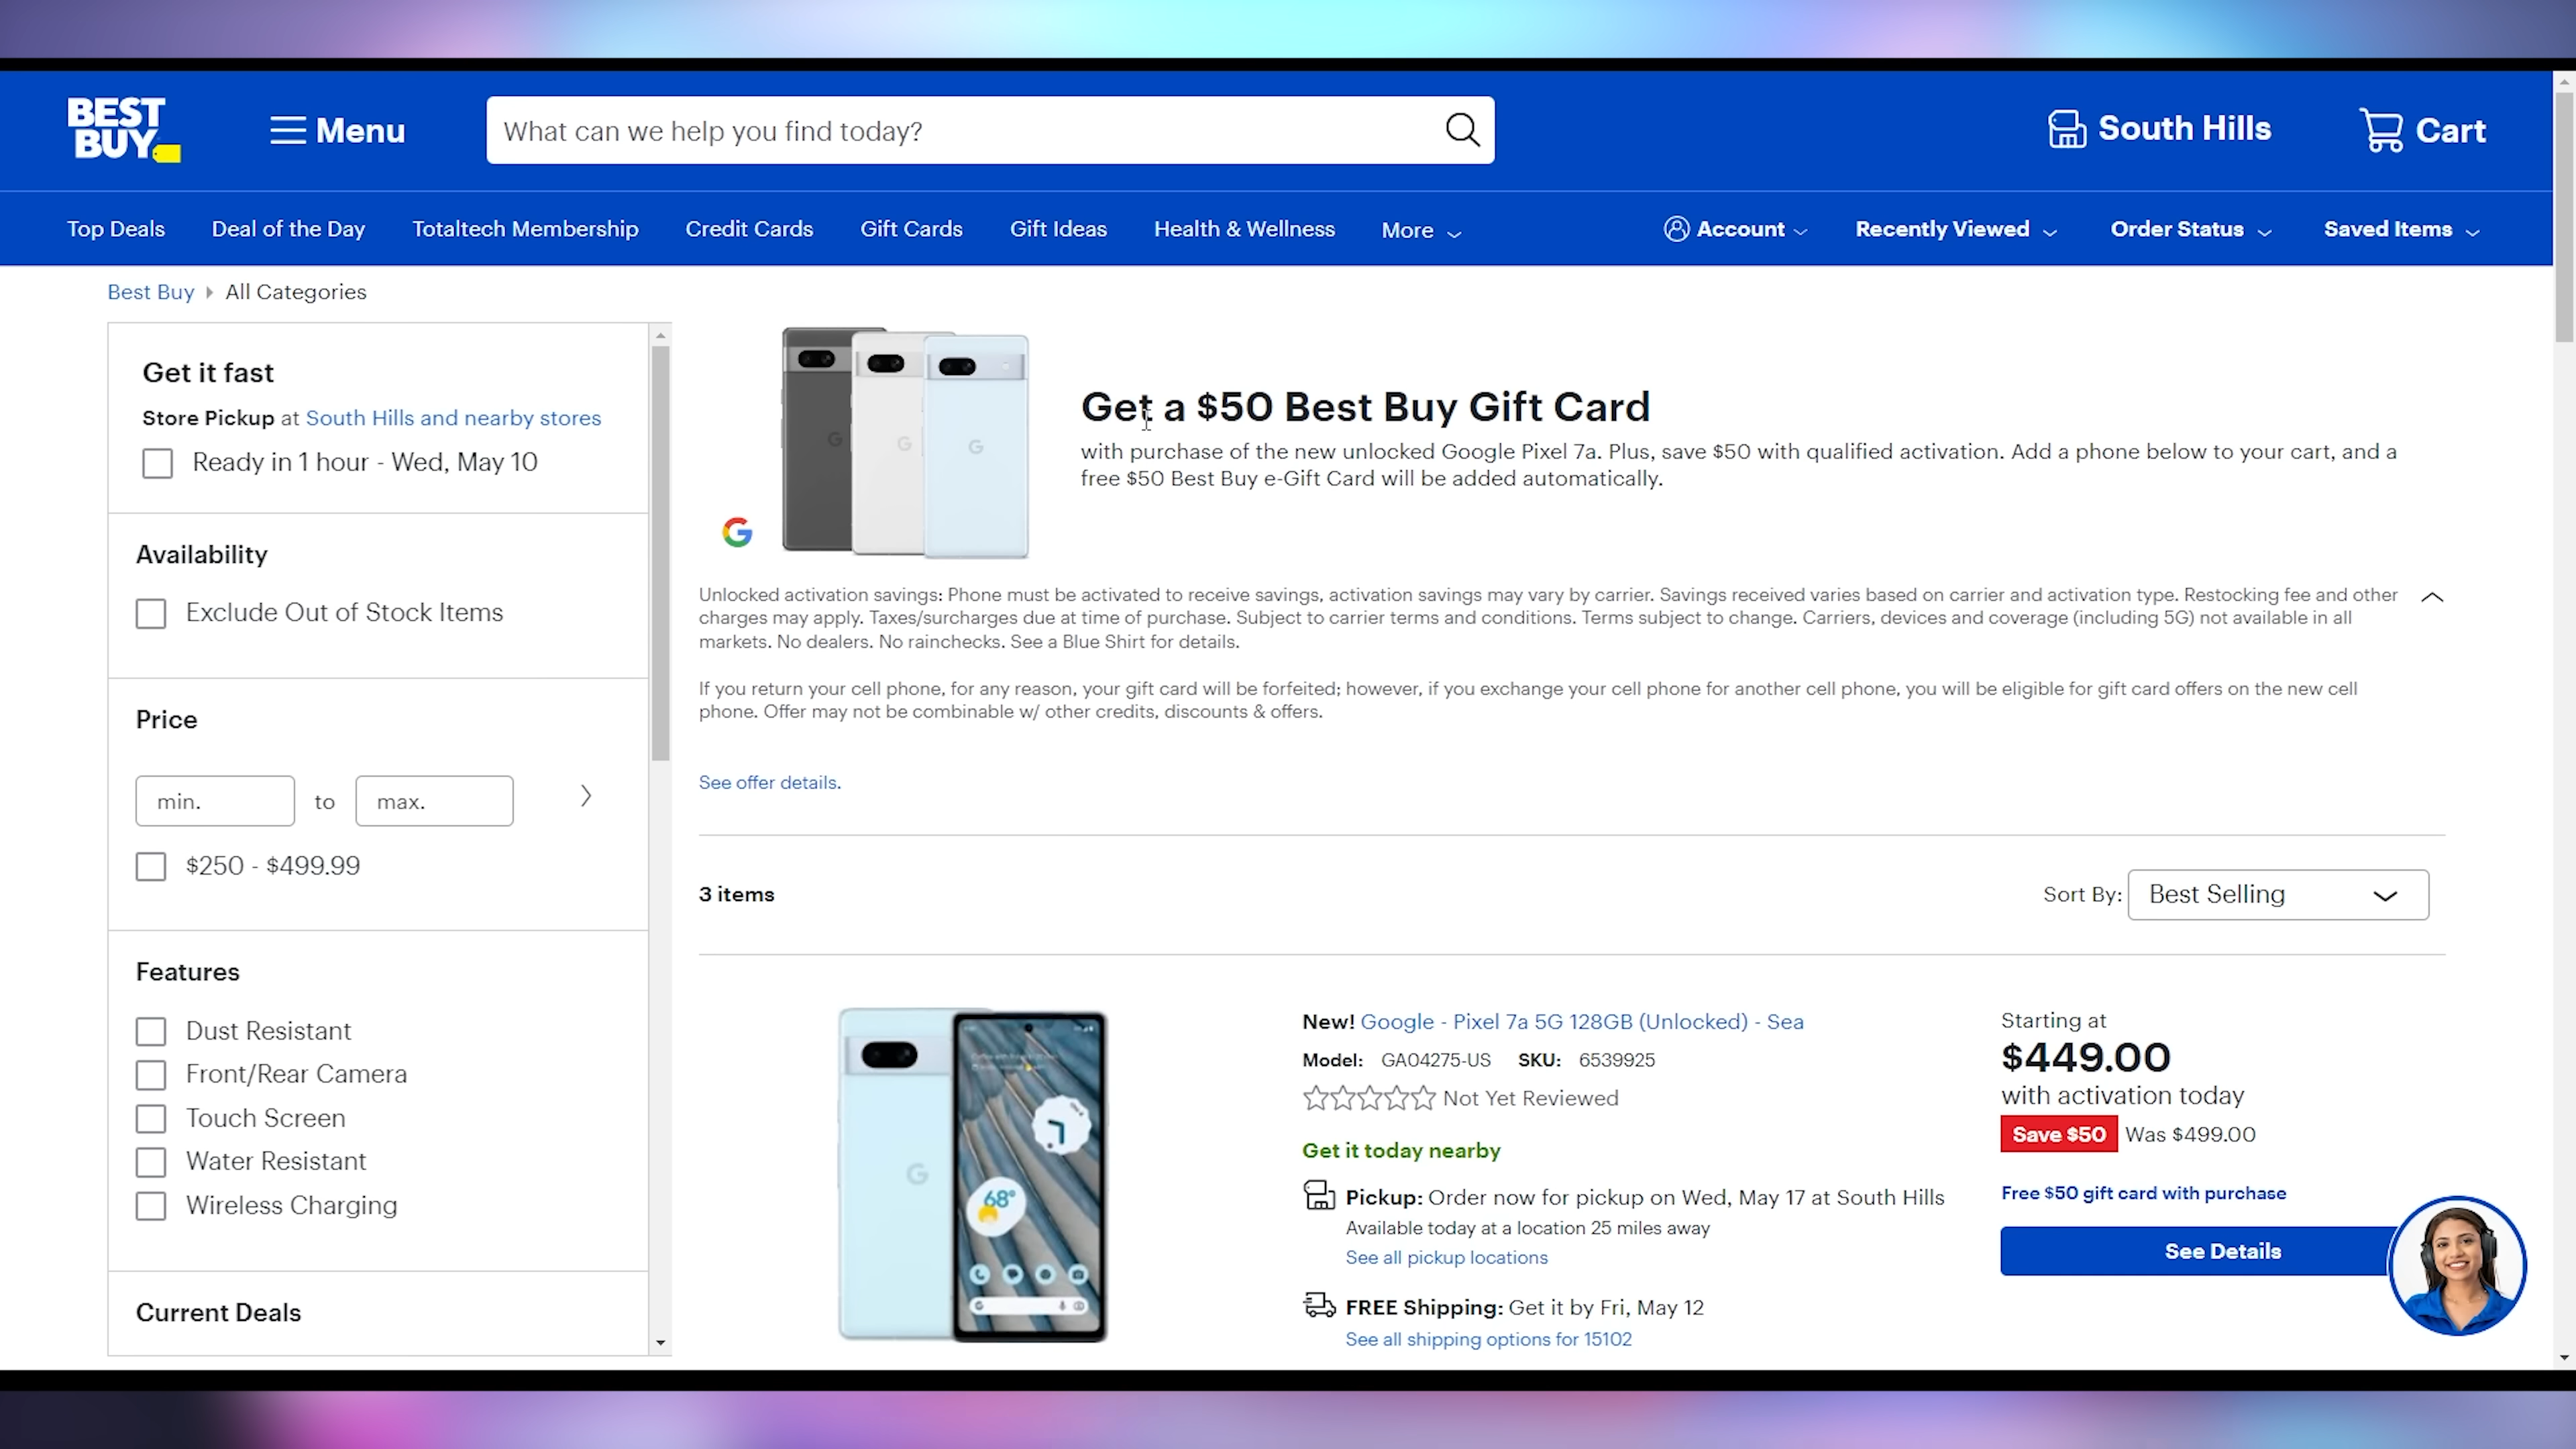 BEST
BUY
Menu
What can we help you find today?
South Hills
Cart
Top Deals
Deal of the Day
Totaltech Membership
Credit Cards
Gift Cards
Gift Ideas
Health & Wellness
More
Account
Recently Viewed
Order Status
Saved Items
Best Buy
All Categories
Get it fast
Store Pickup at South Hills and nearby stores
Ready in 1 hour - Wed, May 10
Availability
Exclude Out of Stock Items
Price
min. to max.
$250 - $499.99
Features
Dust Resistant
Front/Rear Camera
Touch Screen
Water Resistant
Wireless Charging
Current Deals
Get a $50 Best Buy Gift Card
with purchase of the new unlocked Google Pixel 7a. Plus, save $50 with qualified activation. Add a phone below to your cart, and a
free $50 Best Buy e-Gift Card will be added automatically.
Unlocked activation savings: Phone must be activated to receive savings, activation savings may vary by carrier. Savings received varies based on carrier and activation type. Restocking fee and other
charges may apply. Taxes/surcharges due at time of purchase. Subject to carrier terms and conditions. Terms subject to change. Carriers, devices and coverage (including 5G) not available in all
markets. No dealers. No rainchecks. See a Blue Shirt for details.
If you return your cell phone, for any reason, your gift card will be forfeited; however, if you exchange your cell phone for another cell phone, you will be eligible for gift card offers on the new cell
phone. Offer may not be combinable w/ other credits, discounts & offers.
See offer details.
3 items
Sort By: Best Selling
68°
New! Google - Pixel 7a 5G 128GB (Unlocked) - Sea
Model: GA04275-US SKU: 6539925
Not Yet Reviewed
Get it today nearby
Pickup: Order now for pickup on Wed, May 17 at South Hills
Available today at a location 25 miles away
See all pickup locations
FREE Shipping: Get it by Fri, May 12
See all shipping options for 15102
Starting at
$449.00
with activation today
Save $50 Was $499.00
Free $50 gift card with purchase
See Details